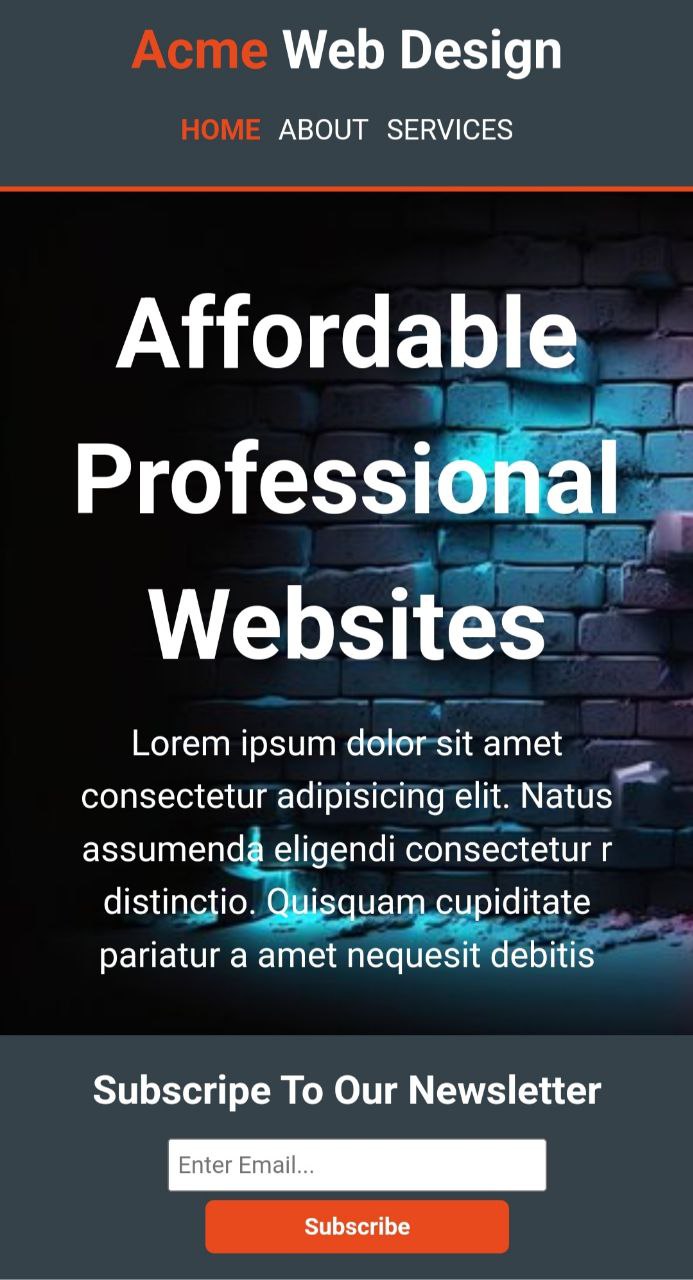 Acme Web Design
HOME ABOUT SERVICES
Affordable
Professional
Websites
Lorem ipsum dolor sit amet
consectetur adipisicing elit. Natus
assumenda eligendi consectetur r
distinctio. Quisquam cupiditate
pariatur a amet nequesit debitis
Subscripe To Our Newsletter
Enter Email...
Subscribe